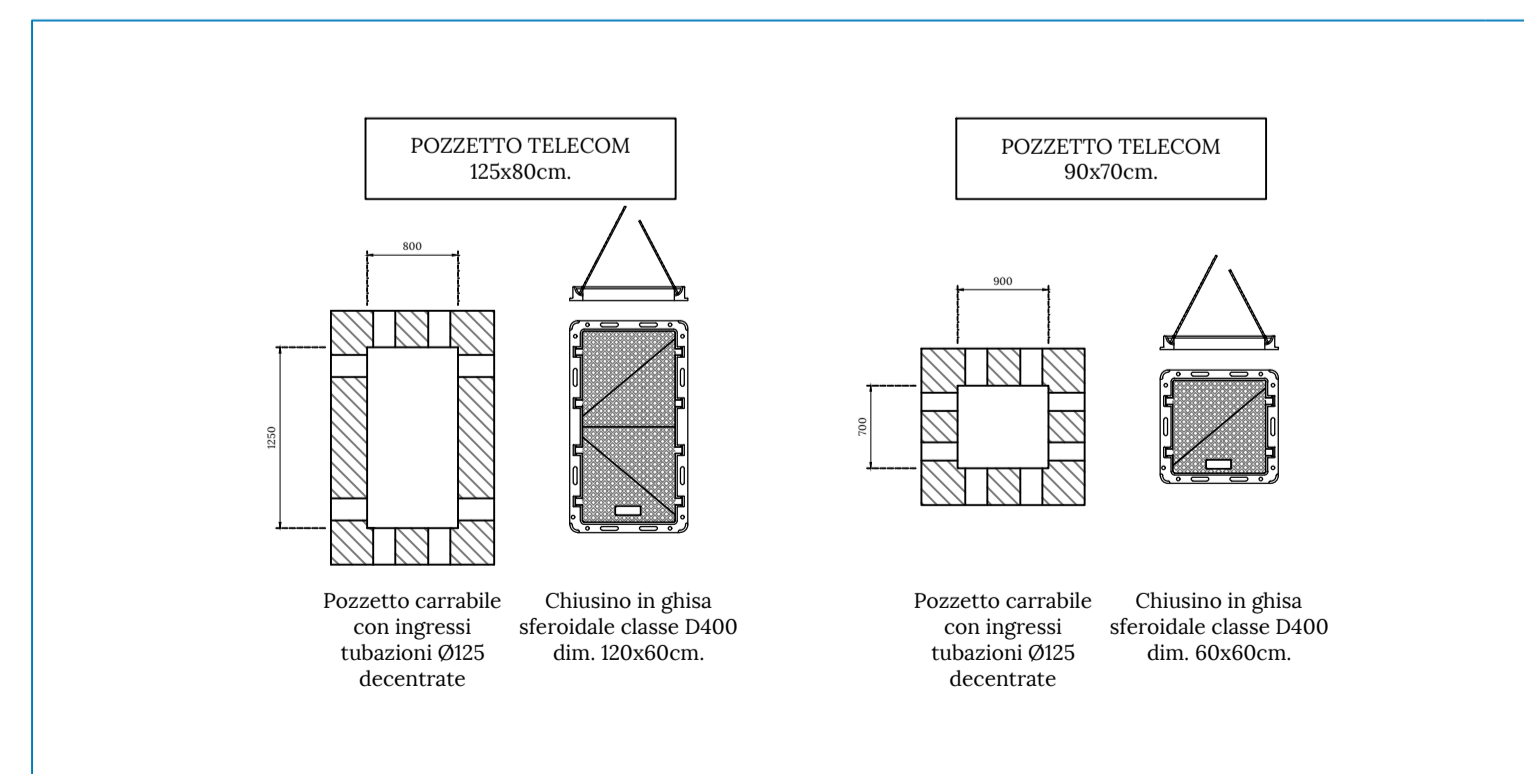 POZZETTO TELECOM
125x80cm.
800
1250
Pozzetto carrabile
con ingressi
tubazioni Ø125
decentrate
Chiusino in ghisa
sferoidale classe D400
dim. 120x60cm.
POZZETTO TELECOM
90x70cm.
900
700
Pozzetto carrabile
con ingressi
tubazioni Ø125
decentrate
Chiusino in ghisa
sferoidale classe D400
dim. 60x60cm.